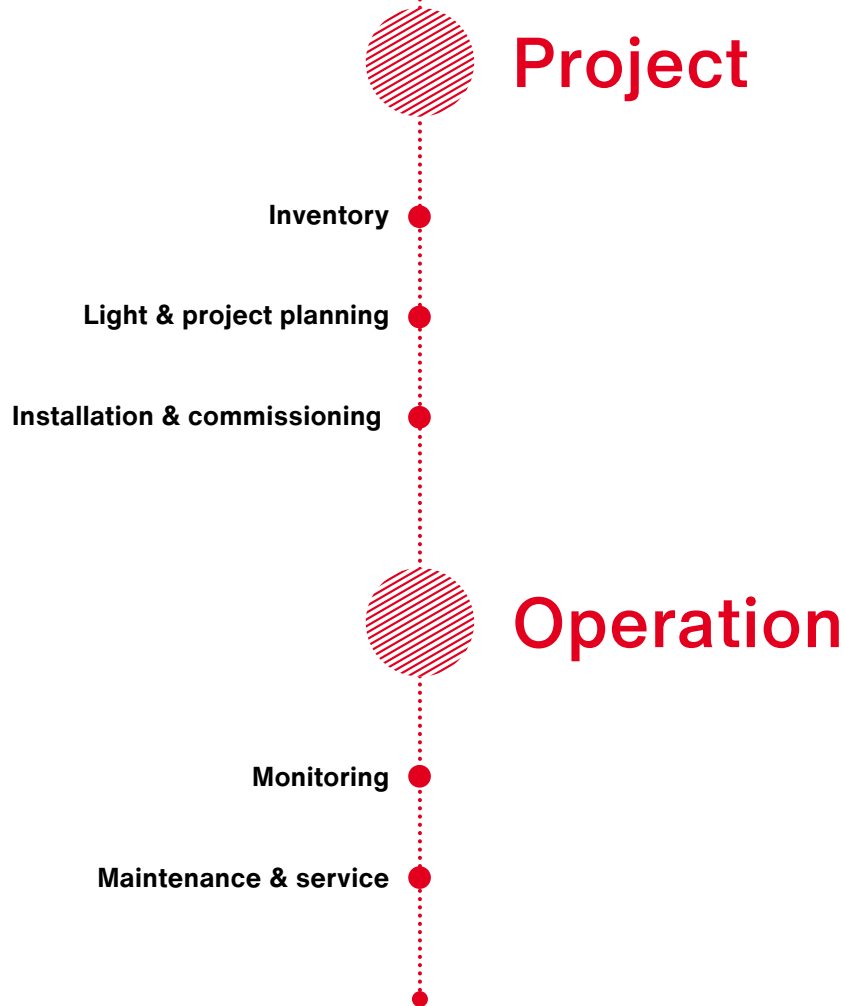 Project
Inventory
Light & project planning
Installation & commissioning
Operation
Monitoring
Maintenance & service